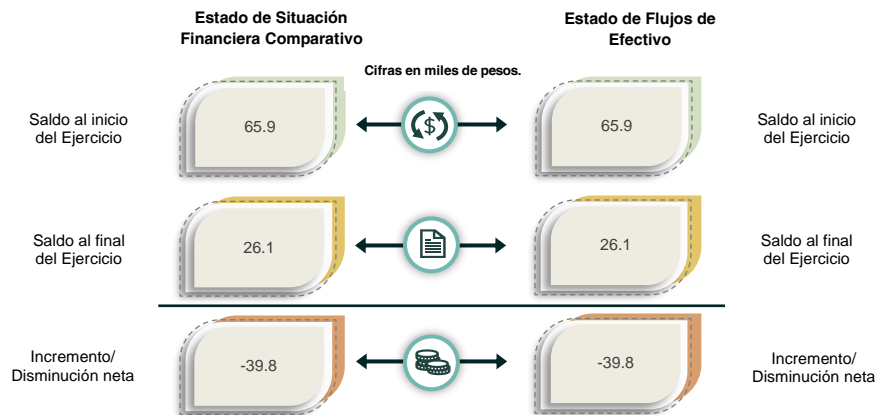 Estado de Situación
Financiera Comparativo
Estado de Flujos de
Efectivo
Cifras en miles de pesos.
Saldo al inicio
del Ejercicio
65.9
$
65.9
Saldo al inicio
del Ejercicio
Saldo al final
del Ejercicio
26.1
26.1
Saldo al final
del Ejercicio
Incremento/
Disminución neta
-39.8
-39.8
Incremento/
Disminución neta